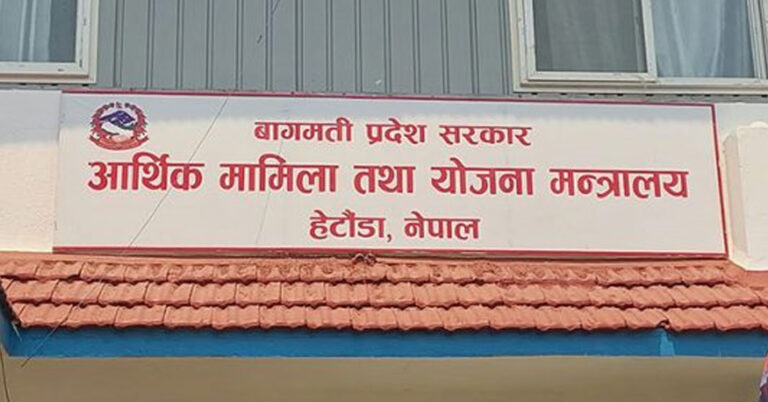 बागमती प्रदेश सरकार
आर्थिक मामिला तथा योजना मन्त्रालय
हेटौंडा, नेपाल